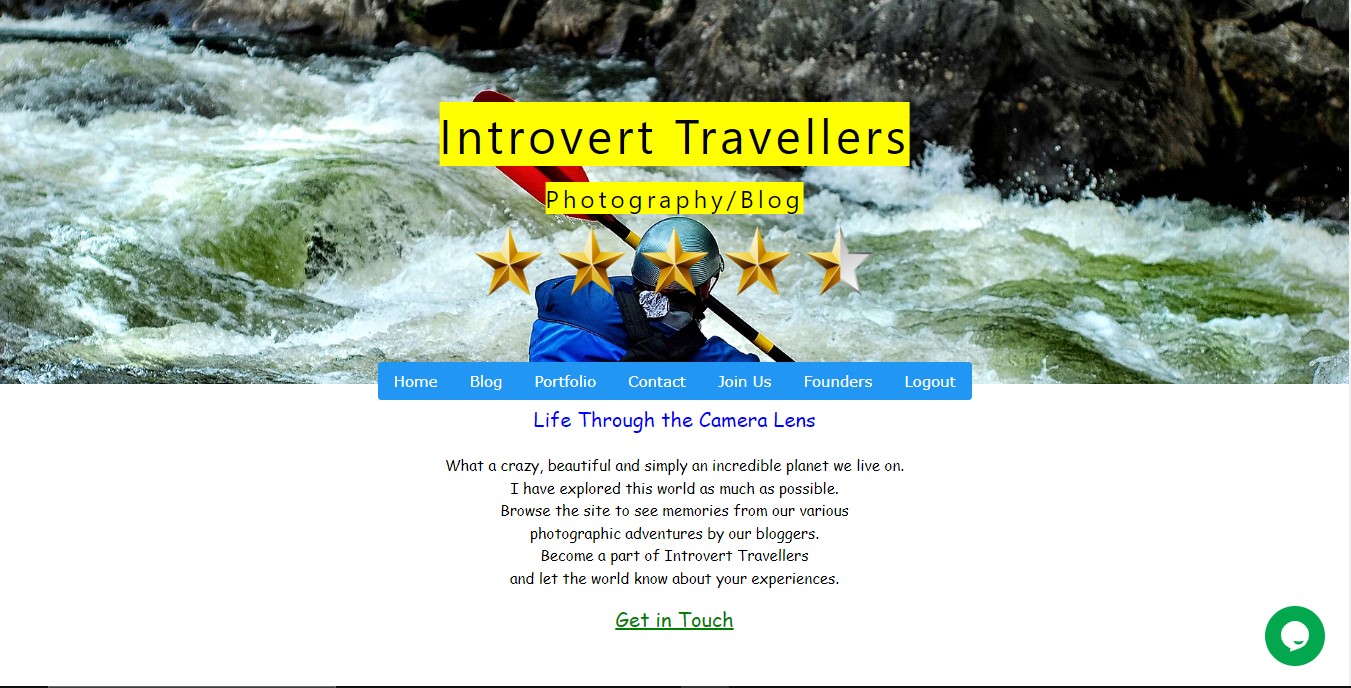 Introvert Travellers
Photography/Blog
Home Blog Portfolio Contact Join Us Founders Logout
Life Through the Camera Lens
What a crazy, beautiful and simply an incredible planet we live on.
I have explored this world as much as possible.
Browse the site to see memories from our various
photographic adventures by our bloggers.
Become a part of Introvert Travellers
and let the world know about your experiences.
Get in Touch